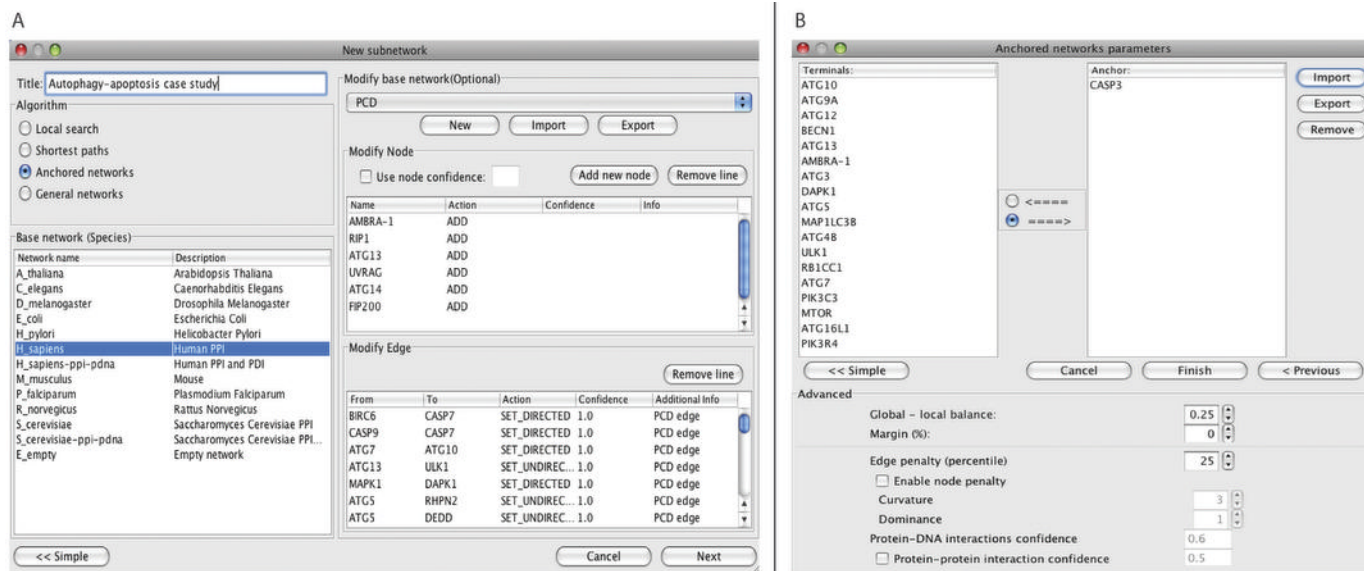 A
New subnetwork
Title: Autophagy-apoptosis case study
Algorithm
Local search
Shortest paths
Anchored networks
General networks
Base network (Species)
Network name Description
A_thaliana Arabidopsis Thaliana
C_elegans Caenorhabditis Elegans
D_melanogaster Drosophila Melanogaster
E_coli Escherichia Coli
H_pylori Helicobacter Pylori
H_sapiens Human PPI
H_sapiens-ppi-pdna Human PPI and PDI
M_musculus Mouse
P_falciparum Plasmodium Falciparum
R_norvegicus Rattus Norvegicus
S_cerevisiae Saccharomyces Cerevisiae PPI
S_cerevisiae-ppi-pdna Saccharomyces Cerevisiae PPI...
E_empty Empty network
<< Simple
Modify base network(Optional)
PCD
New Import Export
Modify Node
Use node confidence: Add new node Remove line
Name Action Confidence Info
AMBRA-1 ADD
RIP1 ADD
ATG13 ADD
UVRAG ADD
ATG14 ADD
FIP200 ADD
Modify Edge
Remove line
From To Action Confidence Additional Info
BIRC6 CASP7 SET_DIRECTED 1.0 PCD edge
CASP9 CASP7 SET_DIRECTED 1.0 PCD edge
ATG7 ATG10 SET_DIRECTED 1.0 PCD edge
ATG13 ULK1 SET_UNDIREC... 1.0 PCD edge
MAPK1 DAPK1 SET_DIRECTED 1.0 PCD edge
ATG5 RHPN2 SET_UNDIREC... 1.0 PCD edge
ATG5 DEDD SET_UNDIREC... 1.0 PCD edge
Cancel Next
B
Anchored networks parameters
Terminals:
ATG10
ATG9A
ATG12
BECN1
ATG13
AMBRA-1
ATG3
DAPK1
ATG5
MAP1LC3B
ATG4B
ULK1
RB1CC1
ATG7
PIK3C3
MTOR
ATG16L1
PIK3R4
<====
====>
Anchor:
CASP3
Import
Export
Remove
<< Simple Cancel Finish < Previous
Advanced
Global - local balance: 0.25
Margin (%): 0
Edge penalty (percentile) 25
Enable node penalty
Curvature 3
Dominance 1
Protein-DNA interactions confidence 0.6
Protein-protein interaction confidence 0.5